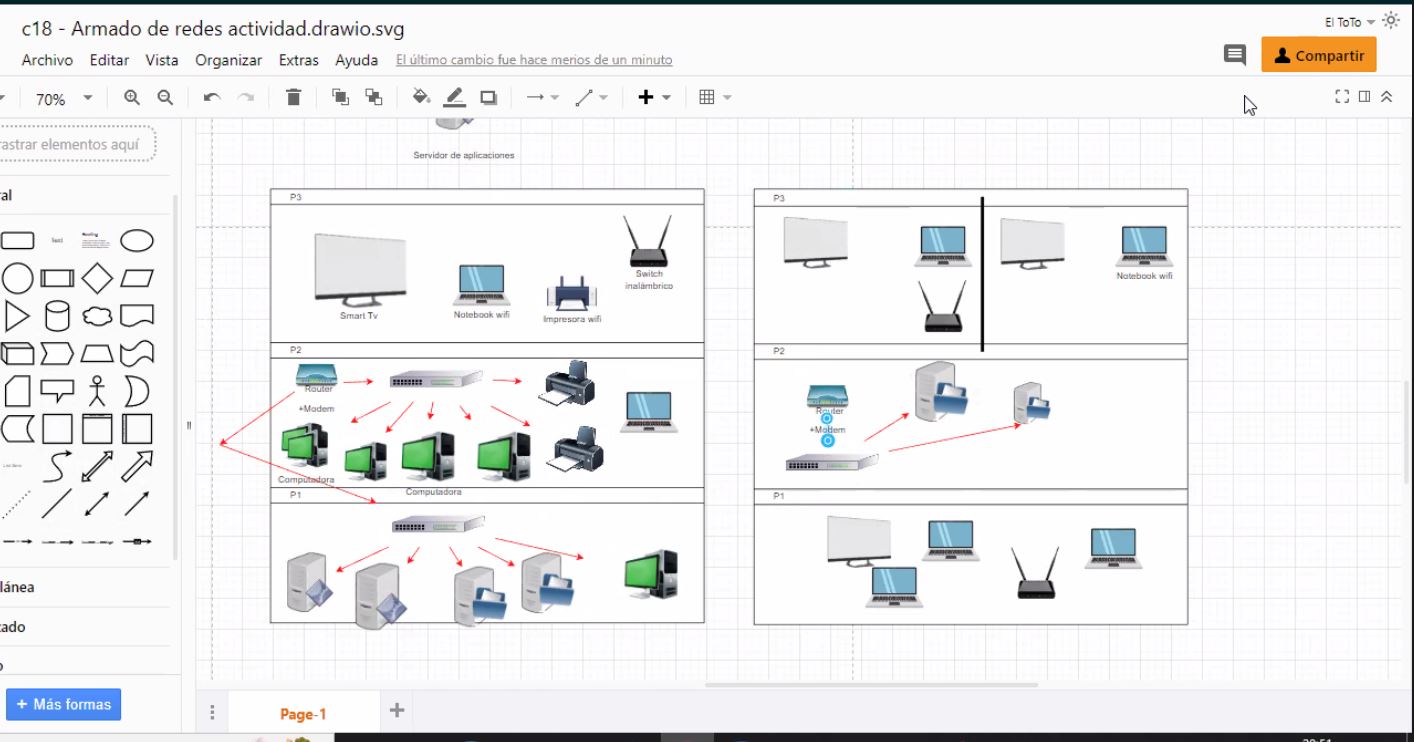 c18 - Armado de redes actividad.drawio.svg
El ToTo
Archivo Editar Vista Organizar Extras Ayuda El último cambio fue hace menos de un minuto
Compartir
70%
rastrar elementos aquí
Servidor de aplicaciones
ral
P3
P3
Text
Heading
Switch
inalámbrico
Notebook wifi
Smart Tv
Notebook wifi
Impresora wifi
P2
P2
Router
+Modem
Router
+Modem
Computadora
Computadora
P1
P1
lánea
zado
o
+ Más formas
Page-1